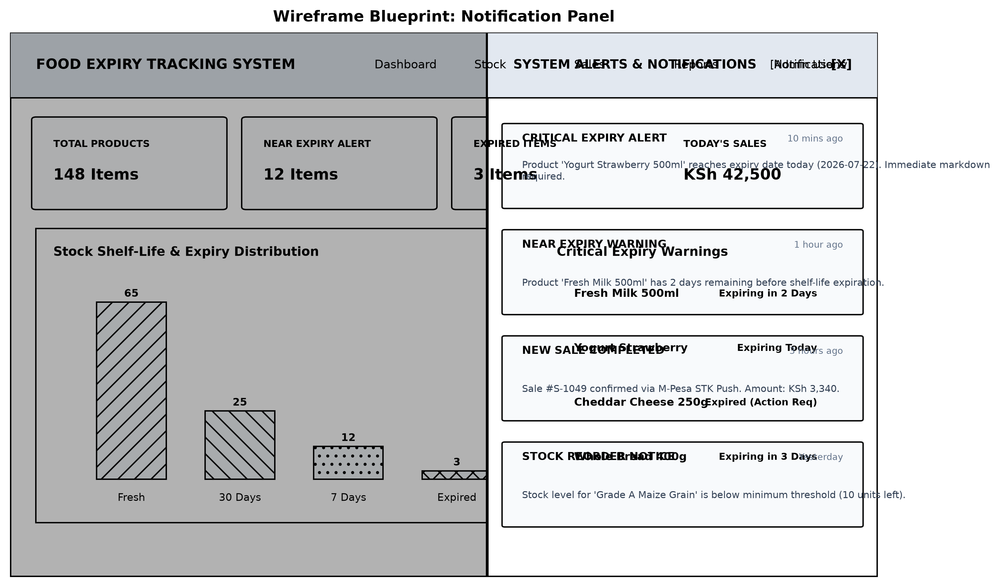 Wireframe Blueprint: Notification Panel
FOOD EXPIRY TRACKING SYSTEM
Dashboard
Stock
Sales
Reports
SYSTEM ALERTS & NOTIFICATIONS
[X]
TOTAL PRODUCTS
148 Items
NEAR EXPIRY ALERT
12 Items
EXPIRED ITEMS
3 Items
TODAY'S SALES
KSh 42,500
CRITICAL EXPIRY ALERT
10 mins ago
Product 'Yogurt Strawberry 500ml' reaches expiry date today (2026-07-22). Immediate markdown
required.
Stock Shelf-Life & Expiry Distribution
65
25
12
3
Fresh
30 Days
7 Days
Expired
NEAR EXPIRY WARNING
1 hour ago
Critical Expiry Warnings
Product 'Fresh Milk 500ml' has 2 days remaining before shelf-life expiration.
Fresh Milk 500ml
Expiring in 2 Days
NEW SALE COMPLETED
3 hours ago
Yogurt Strawberry
Expiring Today
Sale #S-1049 confirmed via M-Pesa STK Push. Amount: KSh 3,340.
Cheddar Cheese 250g
Expired (Action Req)
STOCK REORDER NOTICE
Yesterday
Whole Bread 400g
Expiring in 3 Days
Stock level for 'Grade A Maize Grain' is below minimum threshold (10 units left).